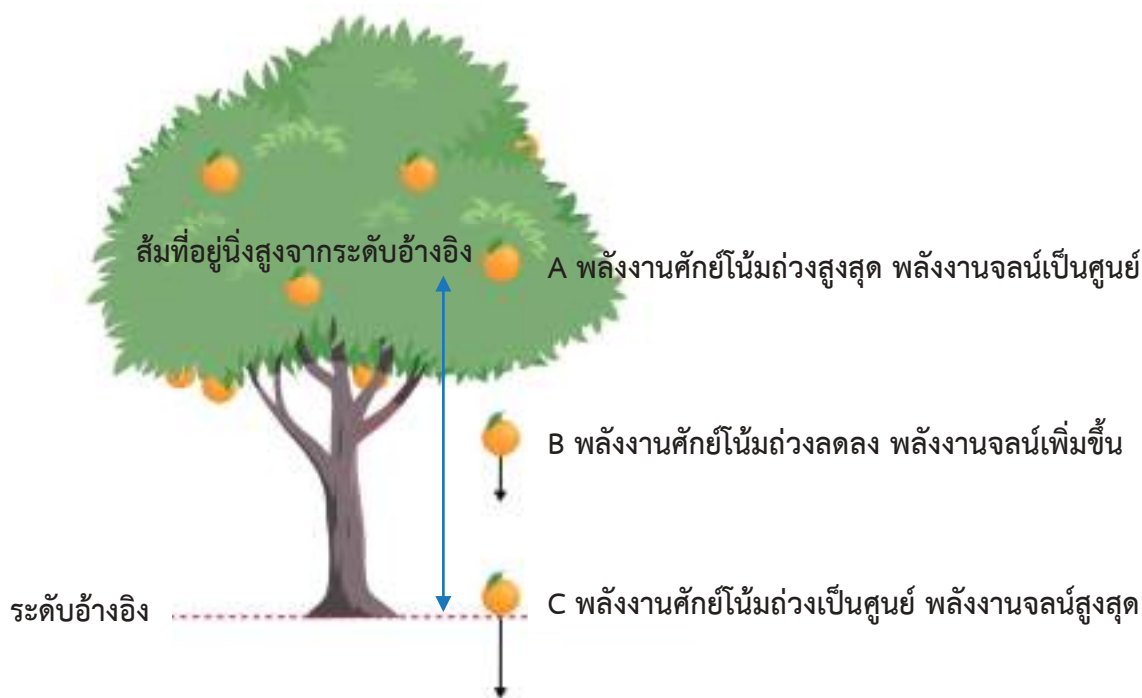 ส้มที่อยู่นิ่งสูงจากระดับอ้างอิง
A พลังงานศักย์โน้มถ่วงสูงสุด พลังงานจลน์เป็นศูนย์
B พลังงานศักย์โน้มถ่วงลดลง พลังงานจลน์เพิ่มขึ้น
C พลังงานศักย์โน้มถ่วงเป็นศูนย์ พลังงานจลน์สูงสุด
ระดับอ้างอิง